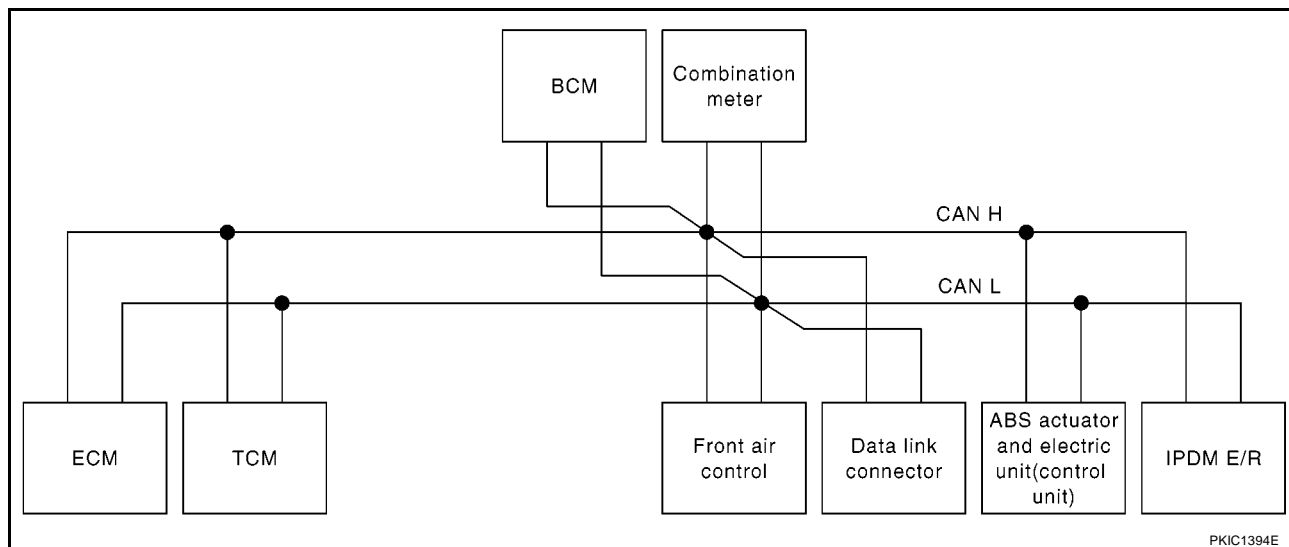 BCM
Combination
meter
CAN H
CAN L
ECM
TCM
Front air
control
Data link
connector
ABS actuator
and electric
unit(control
unit)
IPDM E/R
PKIC1394E